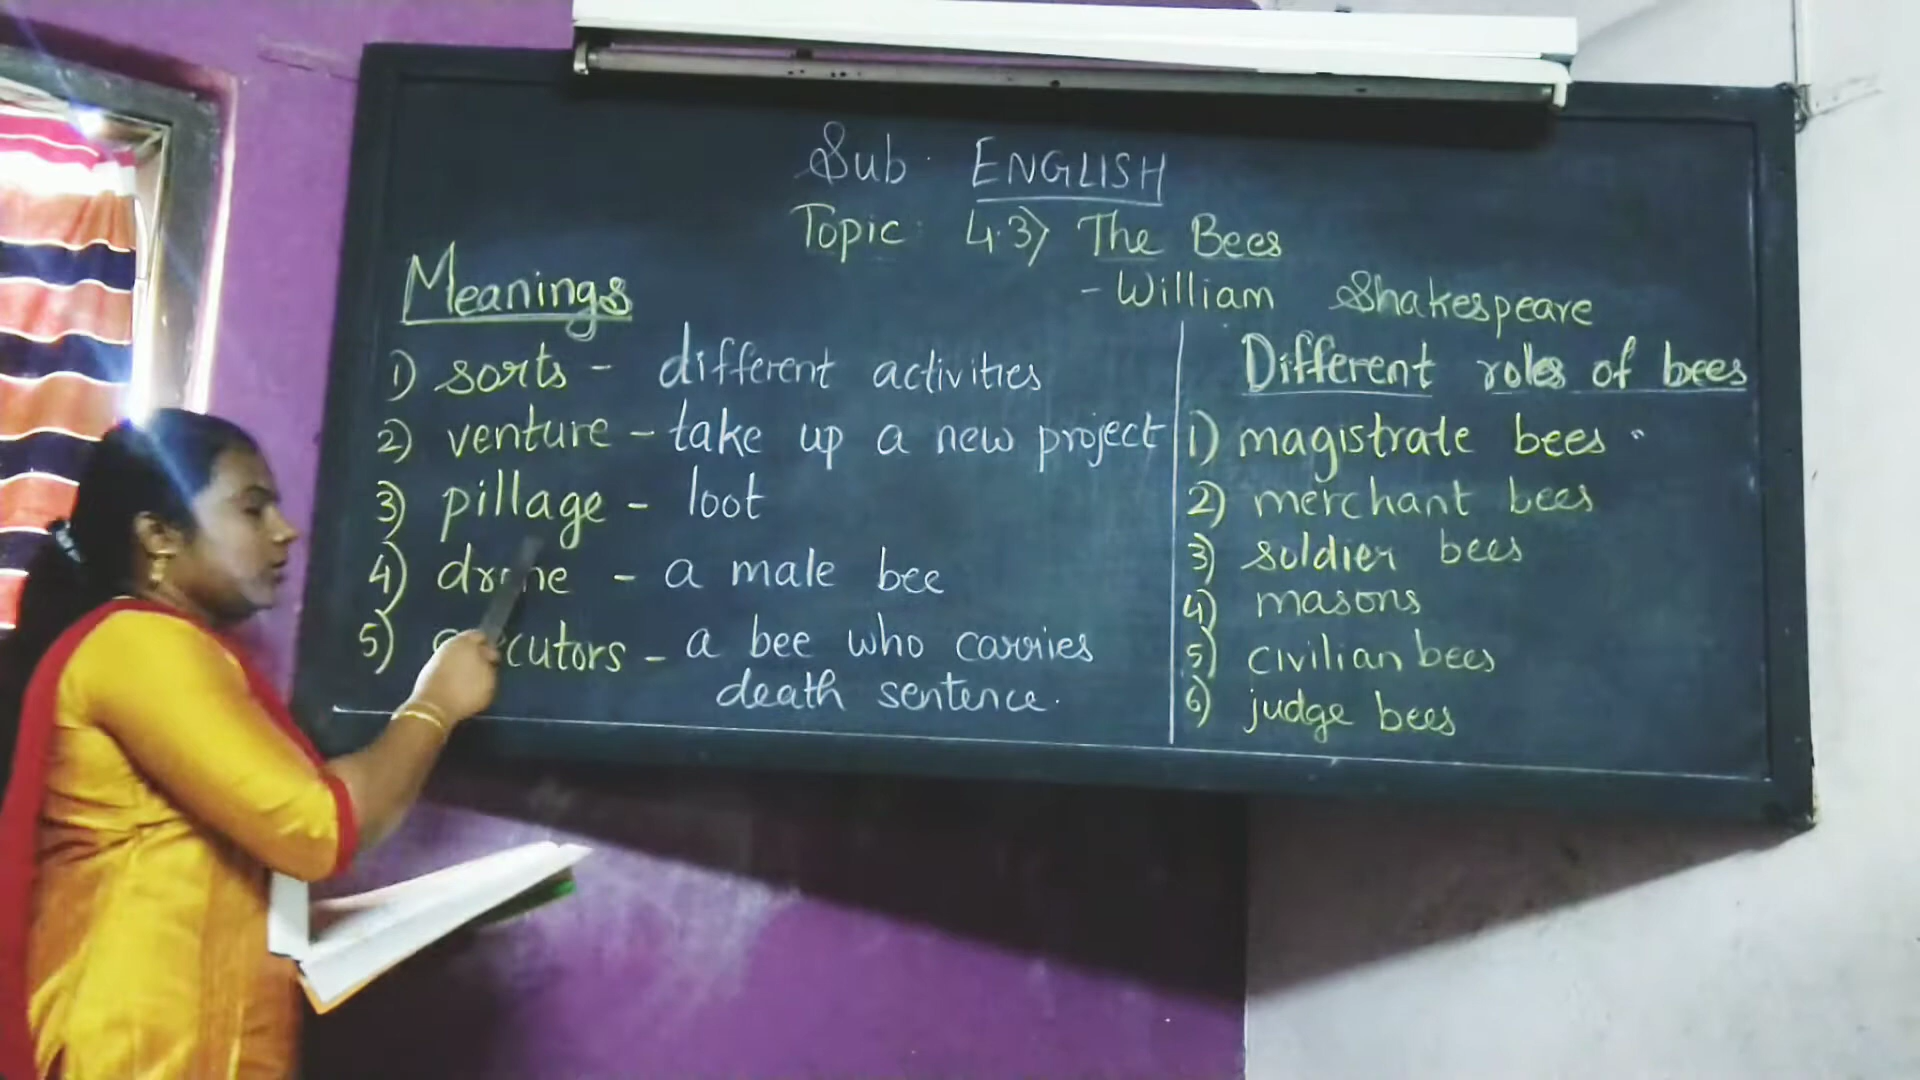 Sub: ENGLISH
Topic: 4.3) The Bees
- William Shakespeare
Meanings
1) sorts - different activities
2) venture - take up a new project
3) pillage - loot
4) drone - a male bee
5) - a bee who carries
death sentence.
Different roles of bees
1) magistrate bees
2) merchant bees
3) soldier bees
4) masons
5) civilian bees
6) judge bees